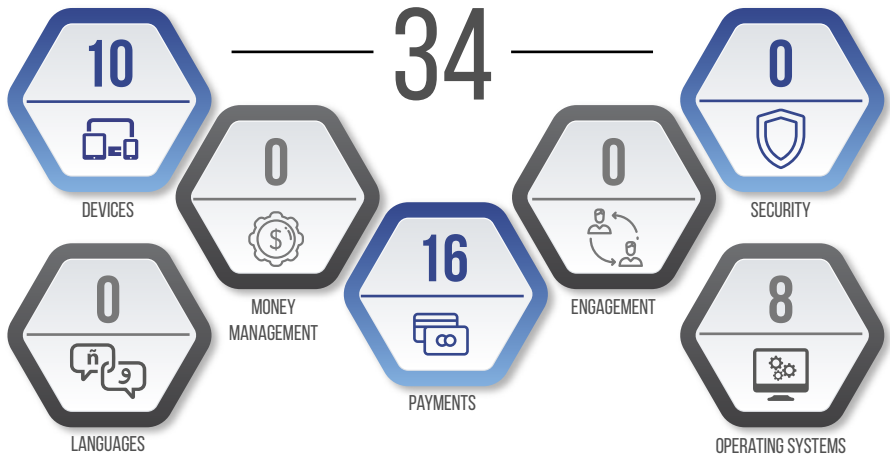 34
10
DEVICES
0
MONEY
MANAGEMENT
0
ñ و
LANGUAGES
16
PAYMENTS
0
ENGAGEMENT
0
SECURITY
8
OPERATING SYSTEMS
$